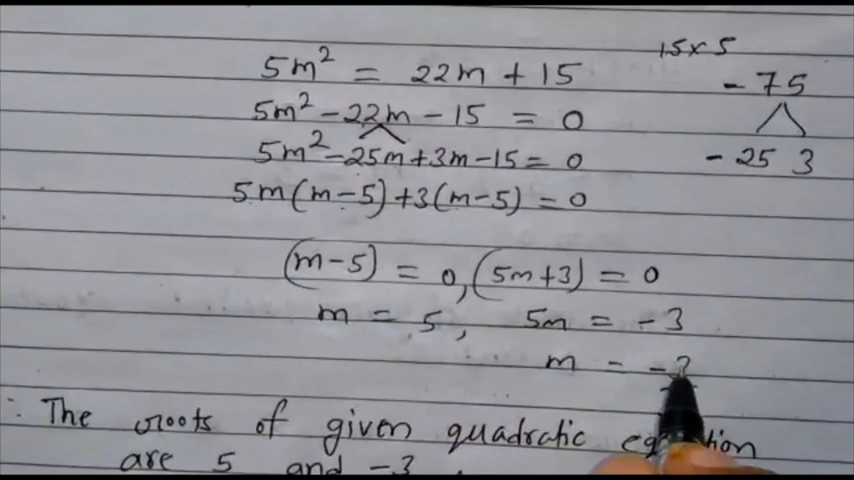 5m² = 22m + 15
15 × 5
- 75
5m² - 22m - 15 = 0
5m² - 25m + 3m - 15 = 0
- 25 3
5m(m - 5) + 3(m - 5) = 0
(m - 5) = 0, (5m + 3) = 0
m = 5, 5m = - 3
m = - 3
∴ The roots of given quadratic equation
are 5 and - 3